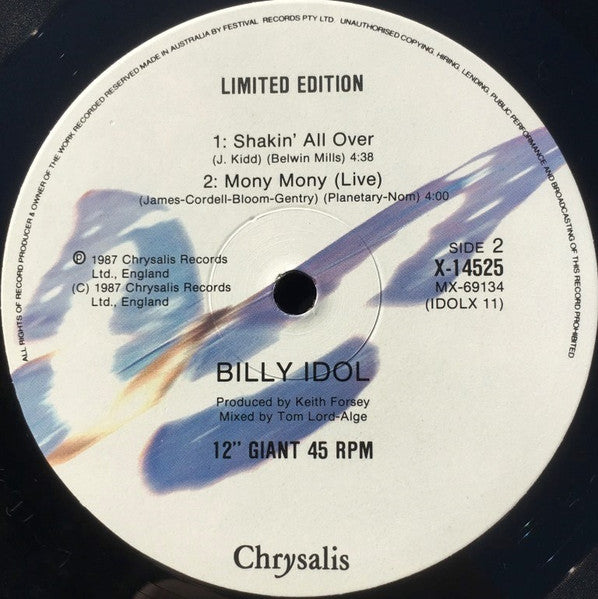 ALL RIGHTS OF RECORD PRODUCER & OWNER OF THE WORK RECORDED RESERVED MADE IN AUSTRALIA BY FESTIVAL RECORDS PTY LTD. UNAUTHORISED COPYING, HIRING, LENDING, PUBLIC PERFORMANCE AND BROADCASTING OF THIS RECORD PROHIBITED
LIMITED EDITION
1: Shakin' All Over
(J. Kidd) (Belwin Mills) 4:38
2: Mony Mony (Live)
(James-Cordell-Bloom-Gentry) (Planetary-Nom) 4:00
℗ 1987 Chrysalis Records
Ltd., England
(C) 1987 Chrysalis Records
Ltd., England
SIDE 2
X-14525
MX-69134
(IDOLX 11)
BILLY IDOL
Produced by Keith Forsey
Mixed by Tom Lord-Alge
12" GIANT 45 RPM
Chrysalis